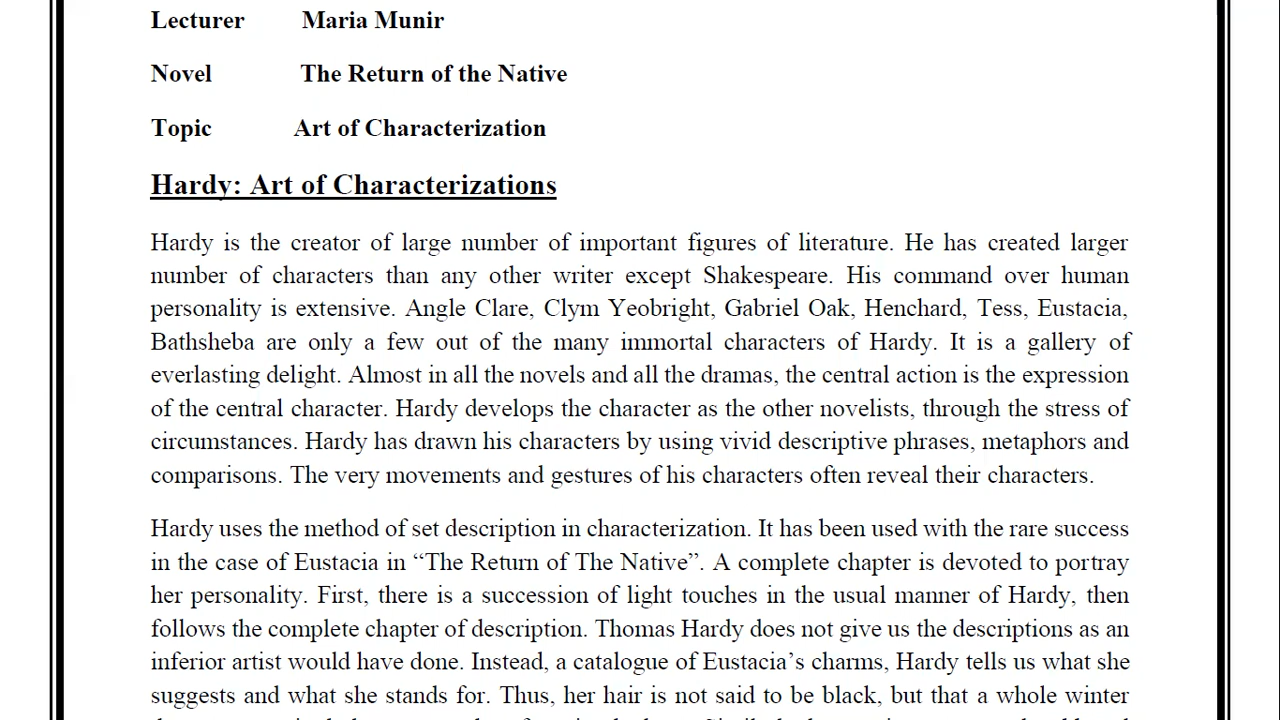 Lecturer Maria Munir
Novel The Return of the Native
Topic Art of Characterization
Hardy: Art of Characterizations
Hardy is the creator of large number of important figures of literature. He has created larger
number of characters than any other writer except Shakespeare. His command over human
personality is extensive. Angle Clare, Clym Yeobright, Gabriel Oak, Henchard, Tess, Eustacia,
Bathsheba are only a few out of the many immortal characters of Hardy. It is a gallery of
everlasting delight. Almost in all the novels and all the dramas, the central action is the expression
of the central character. Hardy develops the character as the other novelists, through the stress of
circumstances. Hardy has drawn his characters by using vivid descriptive phrases, metaphors and
comparisons. The very movements and gestures of his characters often reveal their characters.
Hardy uses the method of set description in characterization. It has been used with the rare success
in the case of Eustacia in “The Return of The Native”. A complete chapter is devoted to portray
her personality. First, there is a succession of light touches in the usual manner of Hardy, then
follows the complete chapter of description. Thomas Hardy does not give us the descriptions as an
inferior artist would have done. Instead, a catalogue of Eustacia’s charms, Hardy tells us what she
suggests and what she stands for. Thus, her hair is not said to be black, but that a whole winter